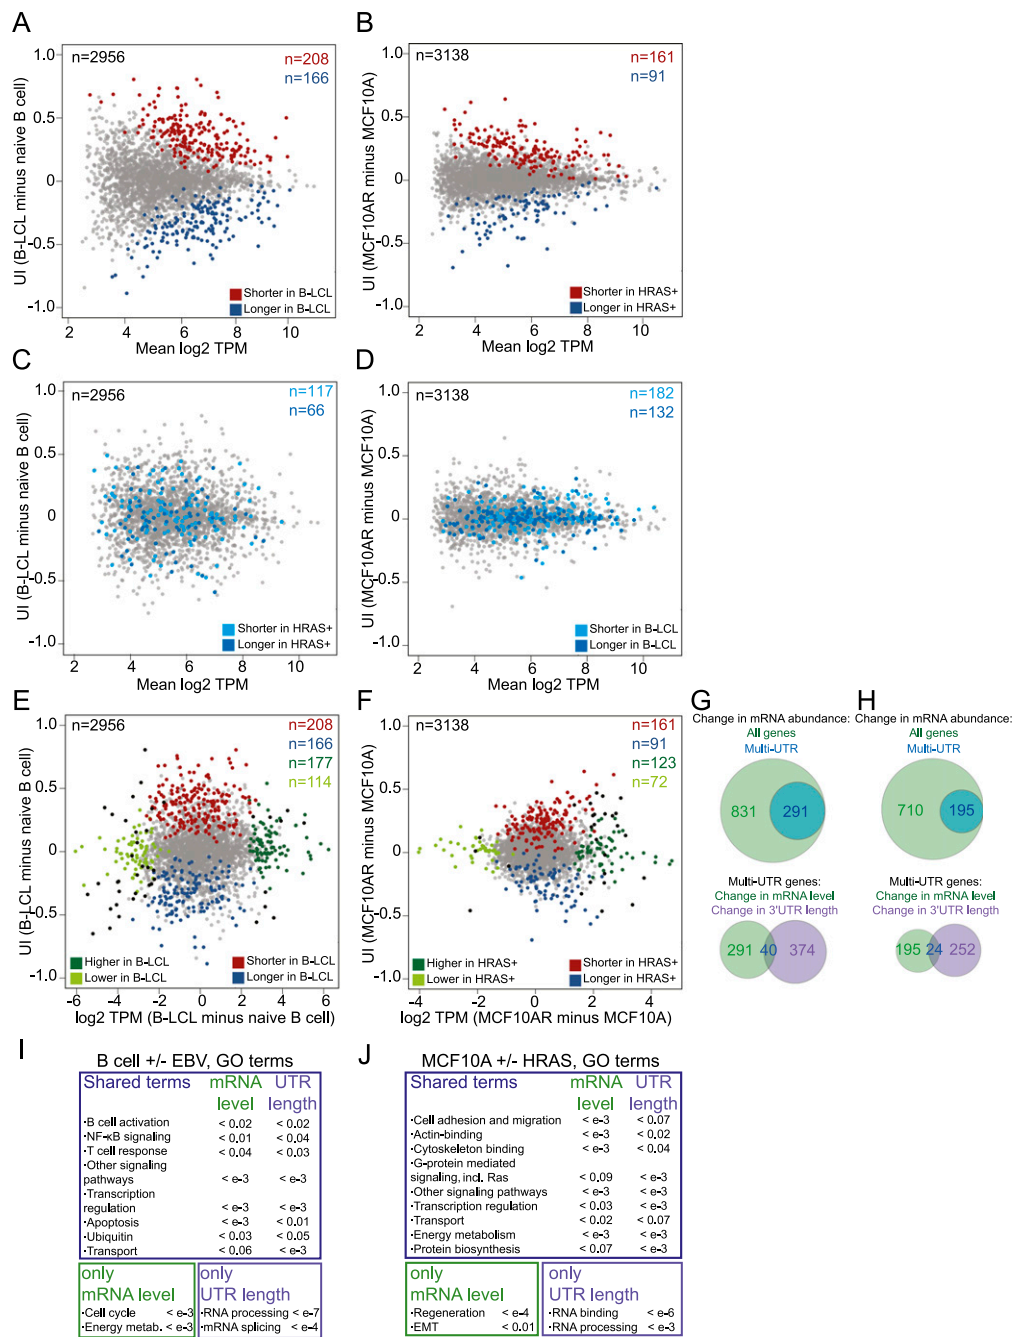 A
1.0
0.5
0
-0.5
-1.0
UI (B-LCL minus naive B cell)
n=2956
n=208
n=166
Shorter in B-LCL
Longer in B-LCL
2 4 6 8 10
Mean log2 TPM
B
1.0
0.5
0
-0.5
-1.0
UI (MCF10AR minus MCF10A)
n=3138
n=161
n=91
Shorter in HRAS+
Longer in HRAS+
2 4 6 8 10
Mean log2 TPM
C
1.0
0.5
0
-0.5
-1.0
UI (B-LCL minus naive B cell)
n=2956
n=117
n=66
Shorter in HRAS+
Longer in HRAS+
2 4 6 8 10
Mean log2 TPM
D
1.0
0.5
0
-0.5
-1.0
UI (MCF10AR minus MCF10A)
n=3138
n=182
n=132
Shorter in B-LCL
Longer in B-LCL
2 4 6 8 10
Mean log2 TPM
E
1.0
0.5
0
-0.5
-1.0
UI (B-LCL minus naive B cell)
n=2956
n=208
n=166
n=177
n=114
Higher in B-LCL
Lower in B-LCL
Shorter in B-LCL
Longer in B-LCL
-6 -4 -2 0 2 4 6
log2 TPM (B-LCL minus naive B cell)
F
1.0
0.5
0
-0.5
-1.0
UI (MCF10AR minus MCF10A)
n=3138
n=161
n=91
n=123
n=72
Higher in HRAS+
Lower in HRAS+
Shorter in HRAS+
Longer in HRAS+
-4 -2 0 2 4
log2 TPM (MCF10AR minus MCF10A)
G
Change in mRNA abundance:
All genes
Multi-UTR
831
291
Multi-UTR genes:
Change in mRNA level
Change in 3'UTR length
291 40 374
H
Change in mRNA abundance:
All genes
Multi-UTR
710
195
Multi-UTR genes:
Change in mRNA level
Change in 3'UTR length
195 24 252
I
B cell +/- EBV, GO terms
Shared terms mRNA UTR
level length
·B cell activation < 0.02 < 0.02
·NF-κB signaling < 0.01 < 0.04
·T cell response < 0.04 < 0.03
·Other signaling
pathways < e-3 < e-3
·Transcription
regulation < e-3 < e-3
·Apoptosis < e-3 < 0.01
·Ubiquitin < 0.03 < 0.05
·Transport < 0.06 < e-3
only
mRNA level
·Cell cycle < e-3
·Energy metab. < e-3
only
UTR length
·RNA processing < e-7
·mRNA splicing < e-4
J
MCF10A +/- HRAS, GO terms
Shared terms mRNA UTR
level length
·Cell adhesion and migration < e-3 < 0.07
·Actin-binding < e-3 < 0.02
·Cytoskeleton binding < e-3 < 0.04
·G-protein mediated
signaling, incl. Ras < 0.09 < e-3
·Other signaling pathways < e-3 < e-3
·Transcription regulation < 0.03 < e-3
·Transport < 0.02 < 0.07
·Energy metabolism < e-3 < e-3
·Protein biosynthesis < 0.07 < e-3
only
mRNA level
·Regeneration < e-4
·EMT < 0.01
only
UTR length
·RNA binding < e-6
·RNA processing < e-3